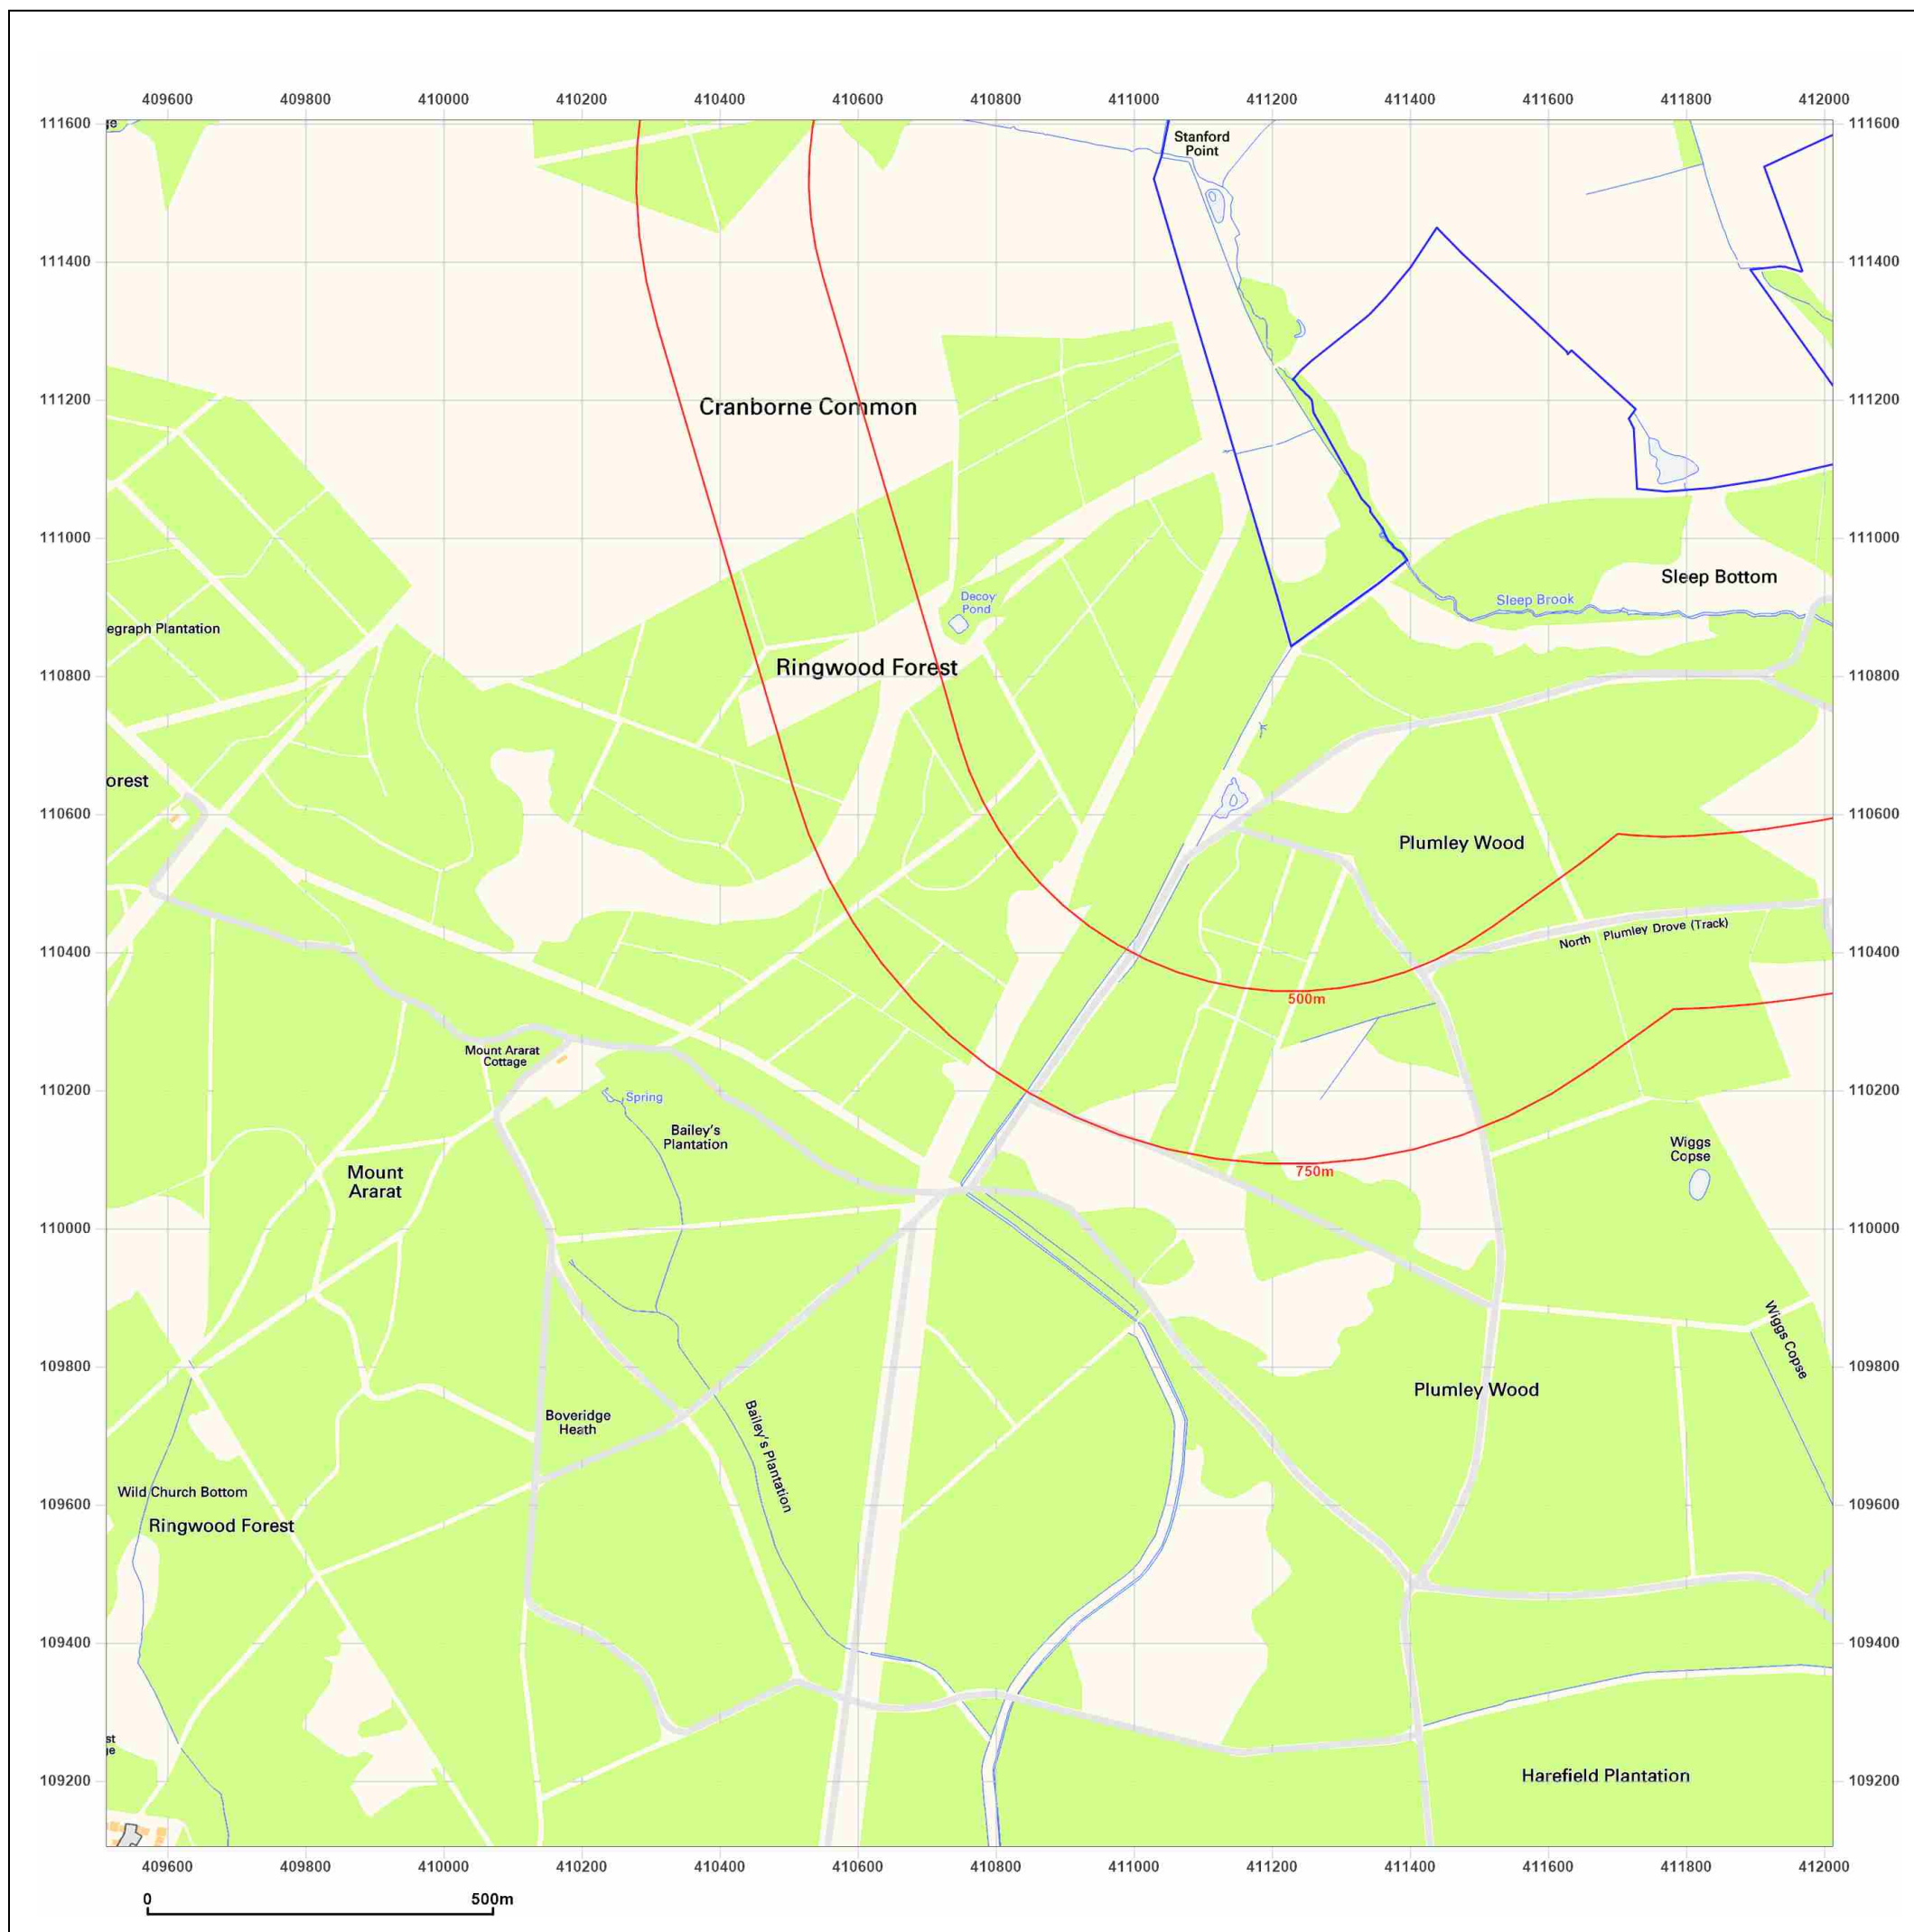 409600 409800 410000 410200 410400 410600 410800 411000 411200 411400 411600 411800 412000
111600
111600
Stanford
Point
111400
111400
111200
Cranborne Common
111200
111000
111000
Sleep Bottom
Decoy
Pond
Sleep Brook
egraph Plantation
110800
Ringwood Forest
110800
orest
110600
110600
Plumley Wood
North Plumley Drove (Track)
110400
110400
500m
Mount Ararat
Cottage
110200
Spring
110200
Bailey's
Plantation
Wiggs
Copse
Mount
Ararat
750m
110000
110000
Wiggs Copse
109800
109800
Plumley Wood
Boveridge
Heath
Bailey's Plantation
Wild Church Bottom
109600
109600
Ringwood Forest
109400
109400
st
ge
109200
Harefield Plantation
109200
409600 409800 410000 410200 410400 410600 410800 411000 411200 411400 411600 411800 412000
0 500m